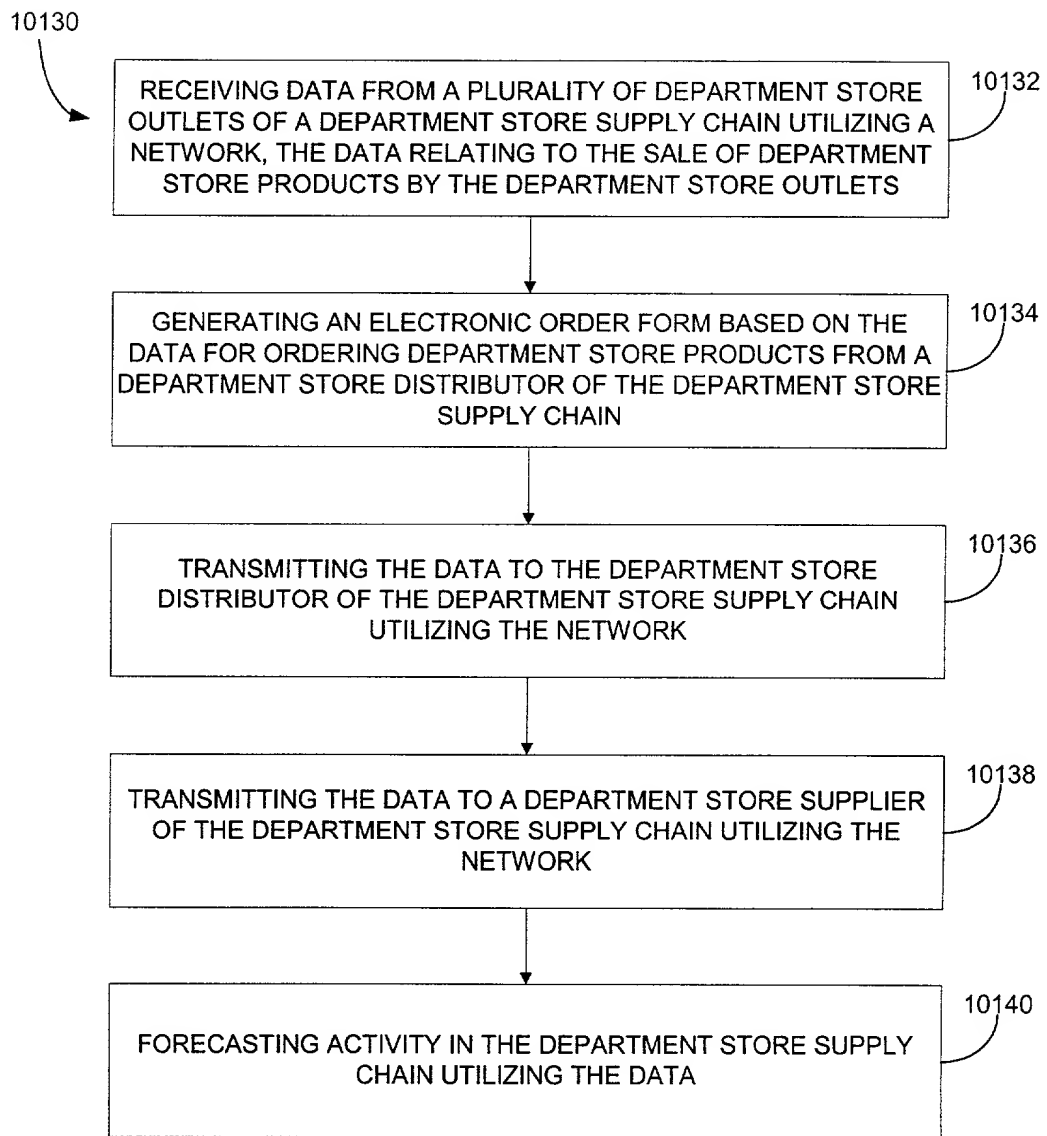 10130
10132
RECEIVING DATA FROM A PLURALITY OF DEPARTMENT STORE
OUTLETS OF A DEPARTMENT STORE SUPPLY CHAIN UTILIZING A
NETWORK, THE DATA RELATING TO THE SALE OF DEPARTMENT
STORE PRODUCTS BY THE DEPARTMENT STORE OUTLETS
10134
GENERATING AN ELECTRONIC ORDER FORM BASED ON THE
DATA FOR ORDERING DEPARTMENT STORE PRODUCTS FROM A
DEPARTMENT STORE DISTRIBUTOR OF THE DEPARTMENT STORE
SUPPLY CHAIN
10136
TRANSMITTING THE DATA TO THE DEPARTMENT STORE
DISTRIBUTOR OF THE DEPARTMENT STORE SUPPLY CHAIN
UTILIZING THE NETWORK
10138
TRANSMITTING THE DATA TO A DEPARTMENT STORE SUPPLIER
OF THE DEPARTMENT STORE SUPPLY CHAIN UTILIZING THE
NETWORK
10140
FORECASTING ACTIVITY IN THE DEPARTMENT STORE SUPPLY
CHAIN UTILIZING THE DATA